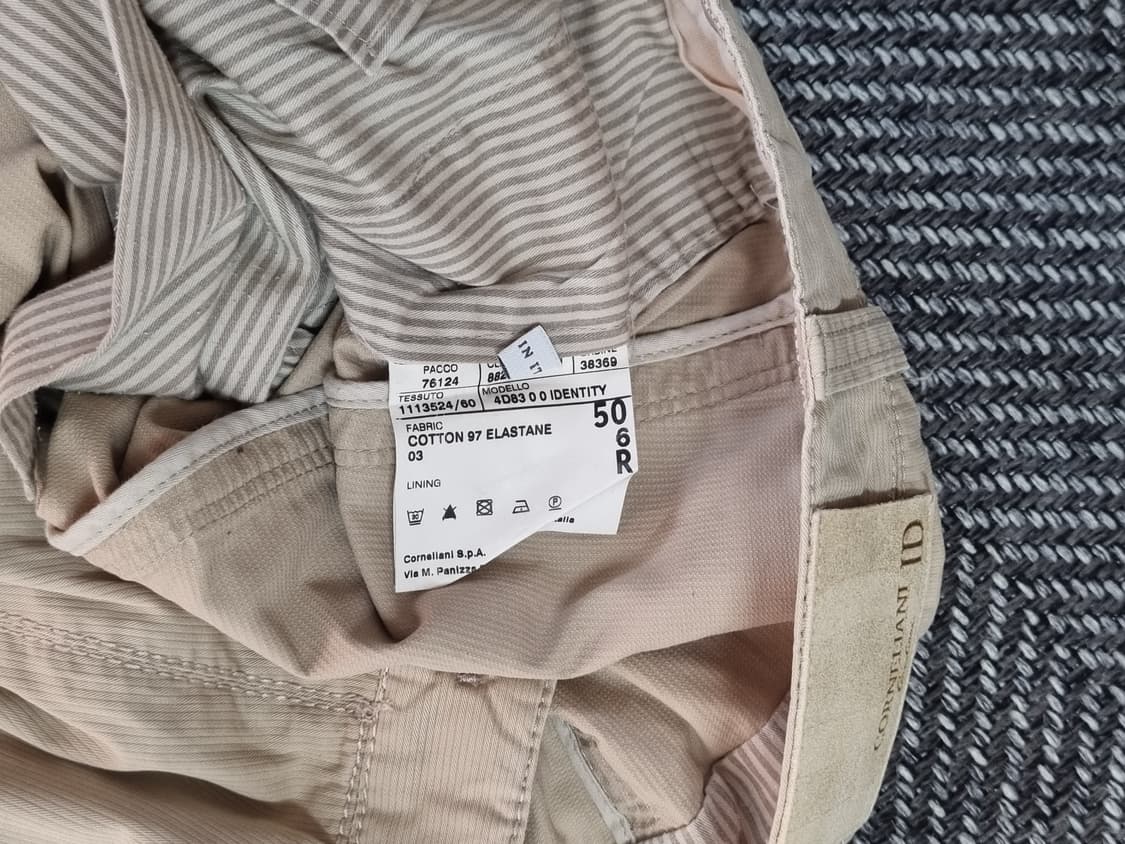 IN IT
PACCO
76124
38369
TESSUTO
1113524/60
MODELLO
4D83 0 0 IDENTITY
FABRIC
COTTON 97 ELASTANE
03
50
6
R
LINING
Corneliani S.p.A.
Via M. Panizza
CORNELIANI ID